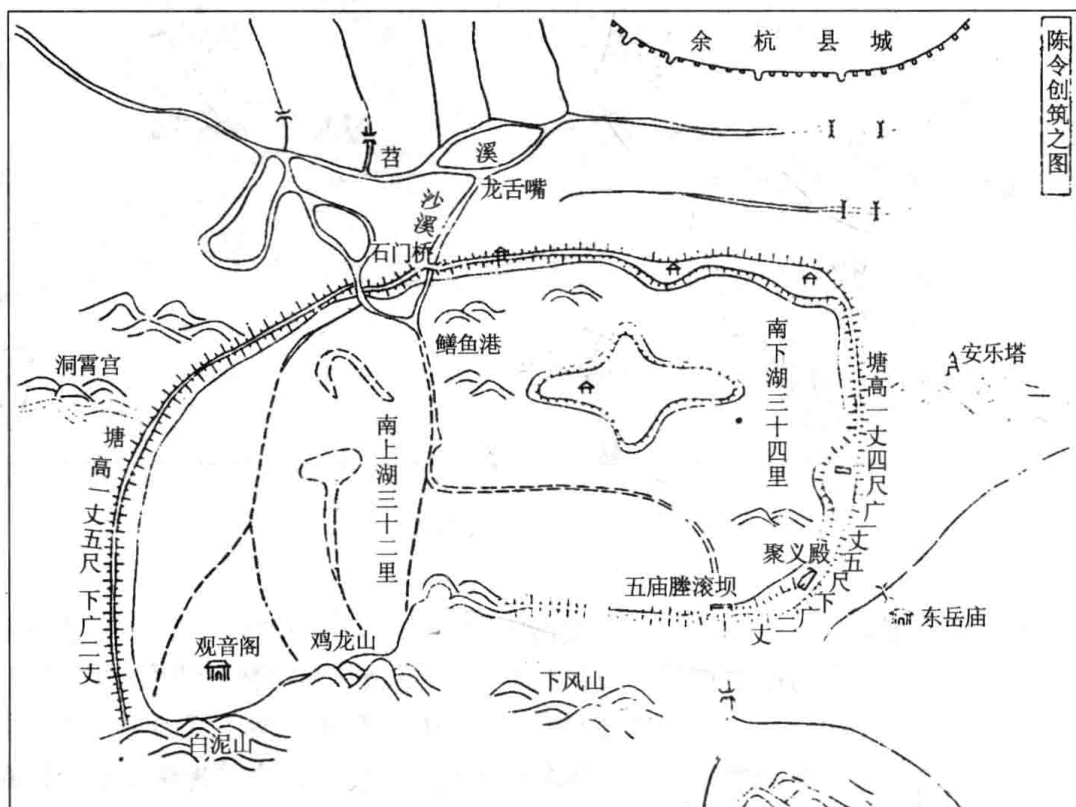 陈令创筑之图
余杭县城
苕
溪
龙舌嘴
沙溪
石门桥
鳝鱼港
洞霄宫
安乐塔
南下湖三十四里
塘高一丈四尺广一丈五尺下广二丈
南上湖三十二里
塘高一丈五尺 下广二丈
聚义殿
五庙塍滚坝
东岳庙
观音阁
鸡龙山
下风山
白泥山